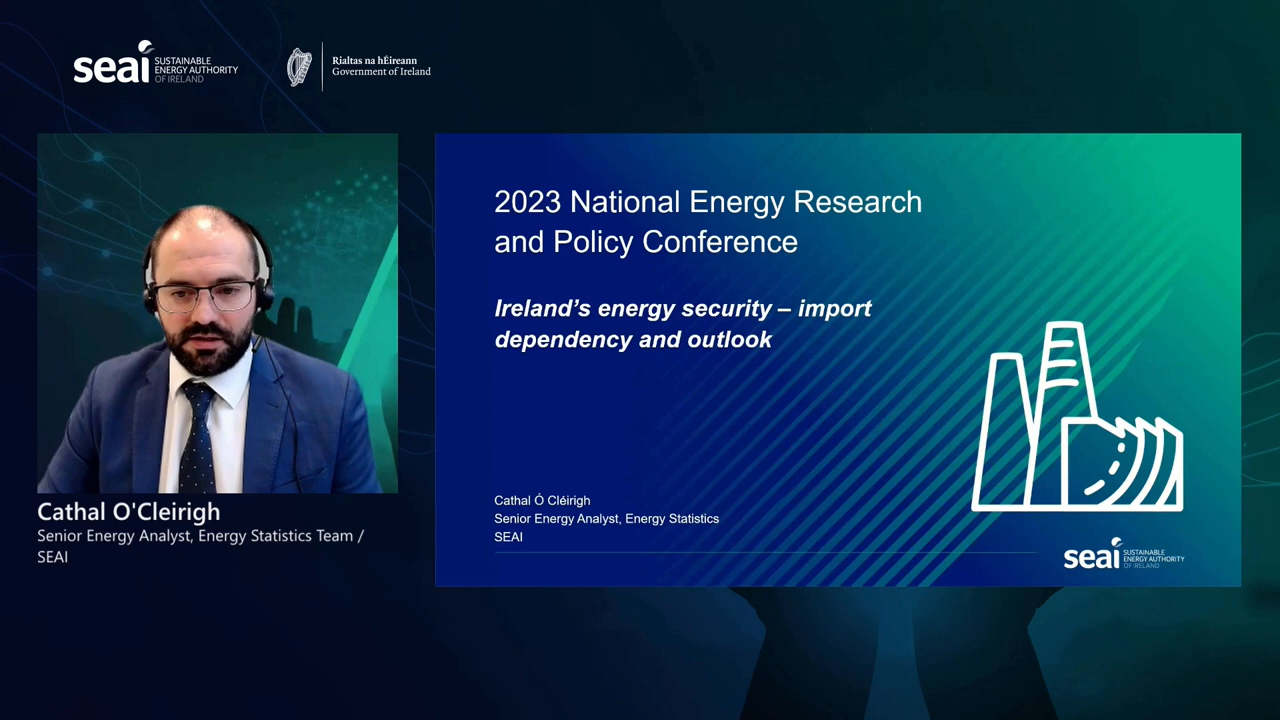 seai SUSTAINABLE
ENERGY AUTHORITY
OF IRELAND
Rialtas na hÉireann
Government of Ireland
Cathal O'Cleirigh
Senior Energy Analyst, Energy Statistics Team /
SEAI
2023 National Energy Research
and Policy Conference
Ireland's energy security – import
dependency and outlook
Cathal Ó Cléirigh
Senior Energy Analyst, Energy Statistics
SEAI
seai SUSTAINABLE
ENERGY AUTHORITY
OF IRELAND